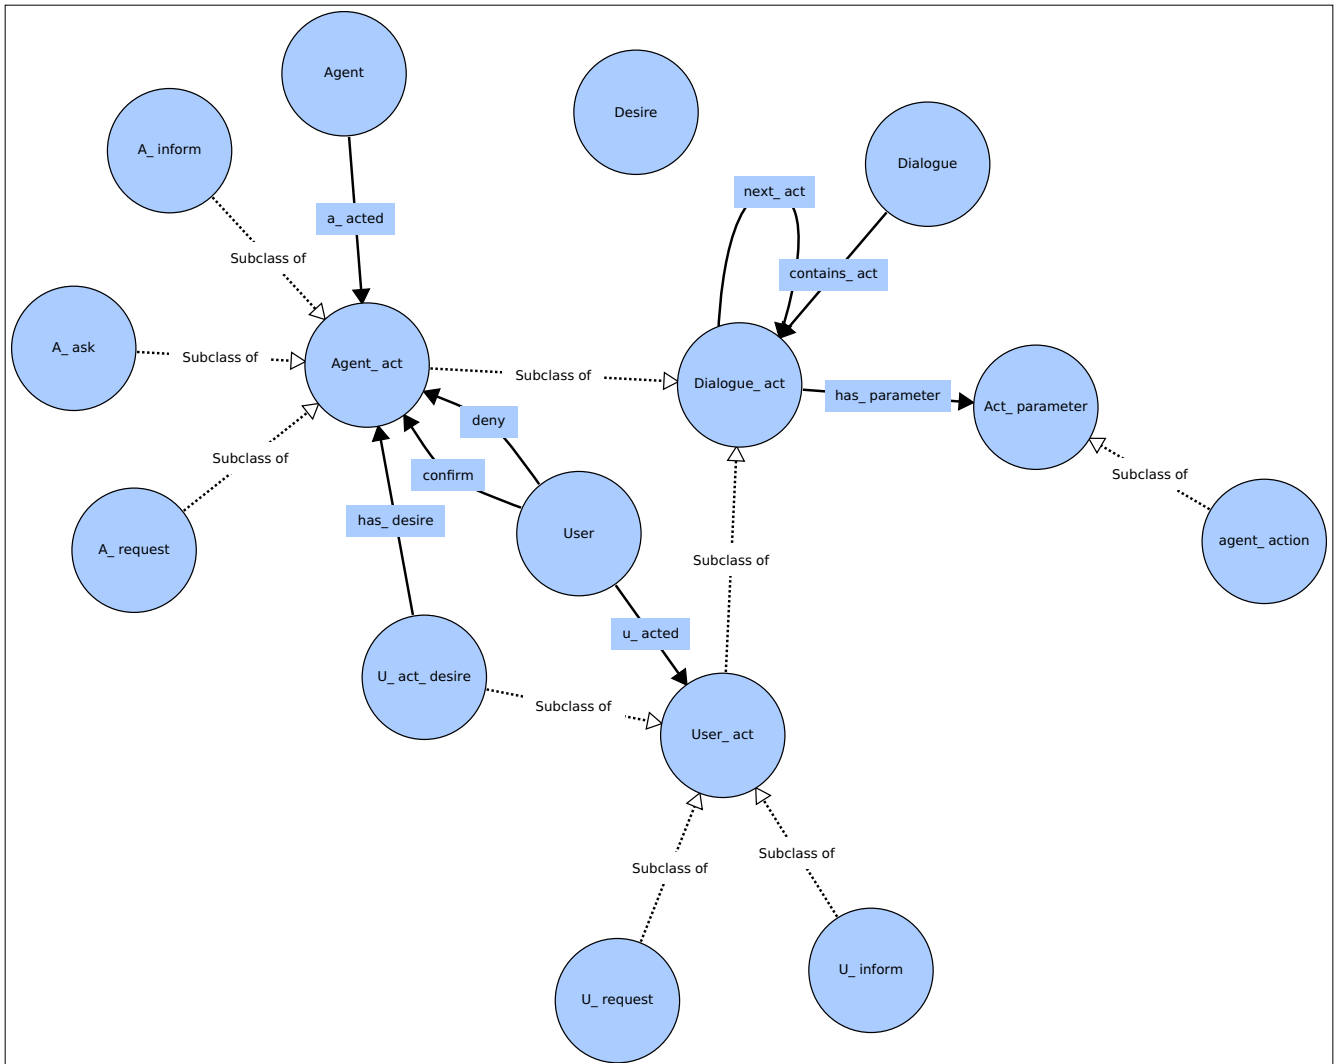 Agent
Desire
A_ inform
Dialogue
next_ act
a_ acted
Subclass of
contains_ act
A_ ask
Subclass of
Agent_ act
Subclass of
Dialogue_ act
has_ parameter
Act_ parameter
deny
Subclass of
confirm
Subclass of
has_ desire
User
A_ request
agent_ action
Subclass of
u_ acted
U_ act_ desire
Subclass of
User_ act
Subclass of
Subclass of
U_ inform
U_ request